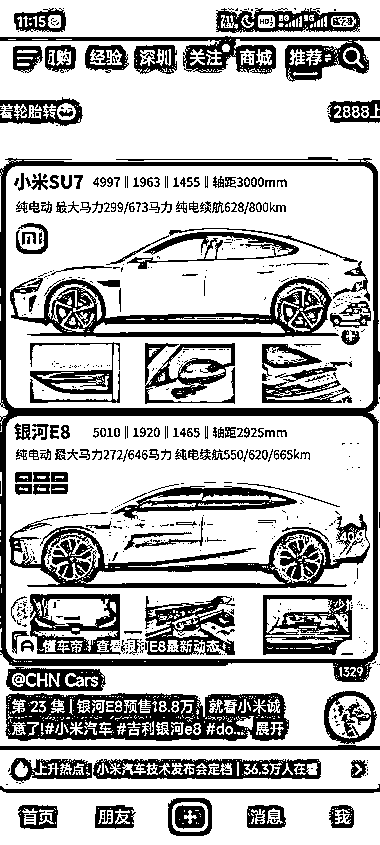 11:15
团购 经验 深圳 关注 商城 推荐
着轮胎转😄 2888上
小米SU7 4997 || 1963 || 1455 || 轴距3000mm
纯电动 最大马力299/673马力 纯电续航628/800km
银河E8 5010 || 1920 || 1465 || 轴距2925mm
纯电动 最大马力272/646马力 纯电续航550/620/665km
懂车帝 | 查看银河E8最新动态
1329
@CHN Cars
第 23 集 | 银河E8预售18.8万，就看小米诚
意了!#小米汽车 #吉利银河e8 #do... 展开
上升热点: 小米汽车技术发布会定档 | 36.3万人在看
首页 朋友 消息 我